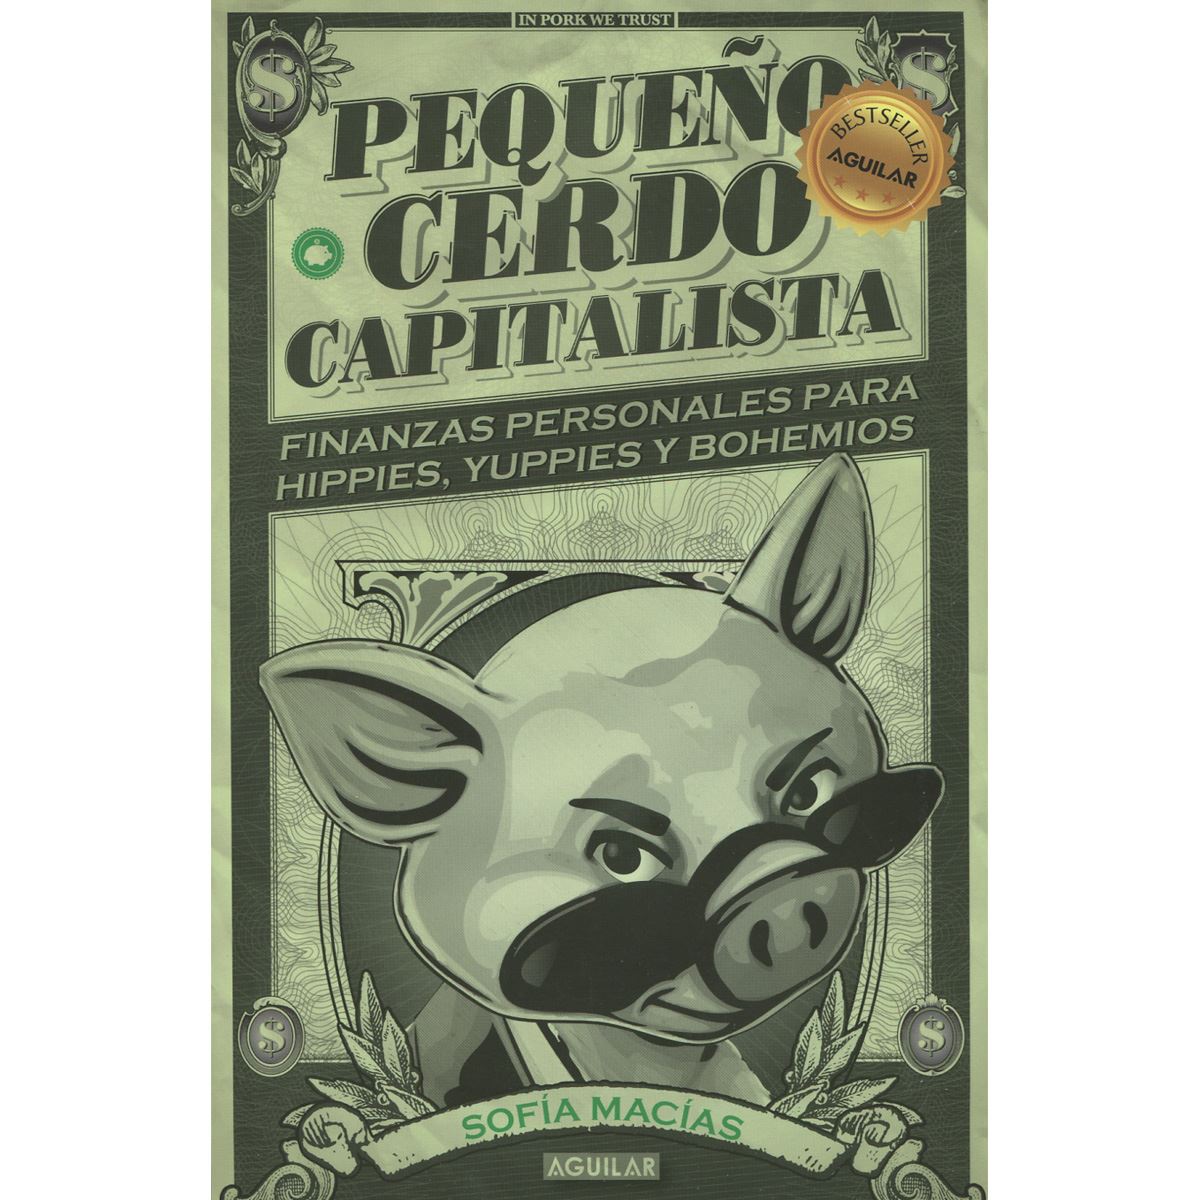 IN PORK WE TRUST
$
$
PEQUEÑO
BESTSELLER
AGUILAR
CERDO
CAPITALISTA
FINANZAS PERSONALES PARA
HIPPIES, YUPPIES Y BOHEMIOS
$
$
SOFÍA MACÍAS
AGUILAR